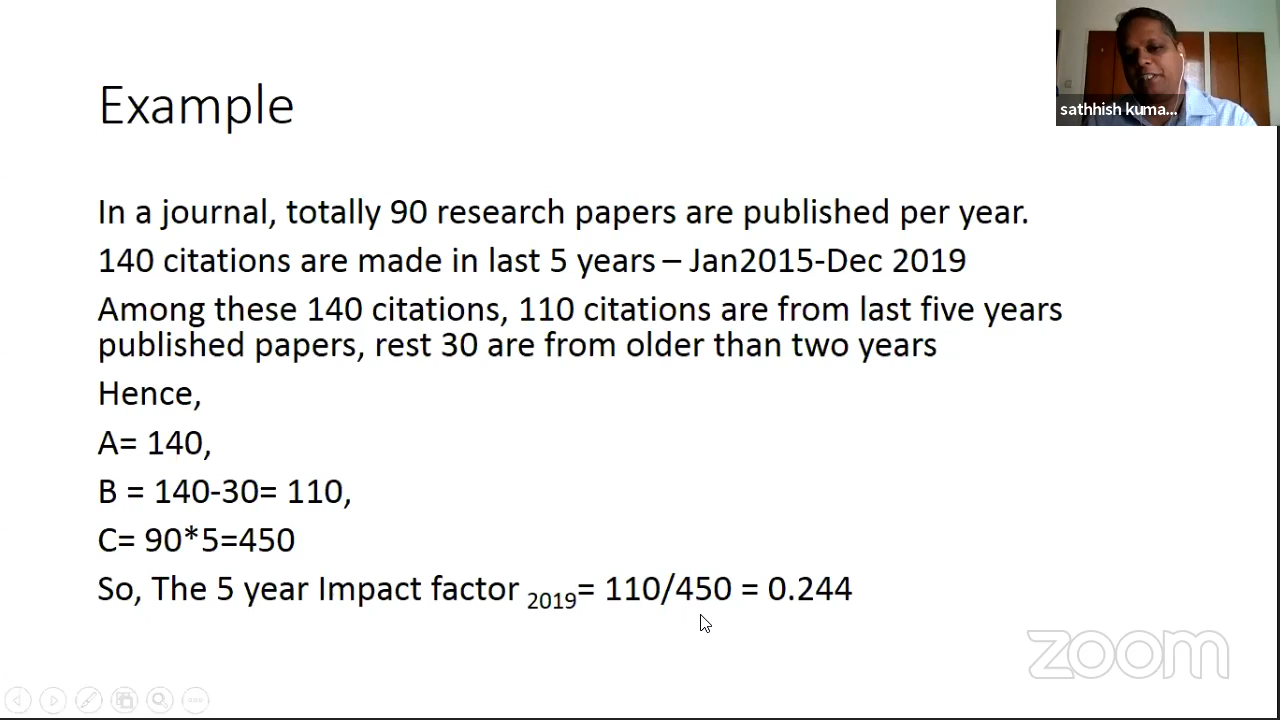 sathhish kuma...
Example
In a journal, totally 90 research papers are published per year.
140 citations are made in last 5 years – Jan2015-Dec 2019
Among these 140 citations, 110 citations are from last five years
published papers, rest 30 are from older than two years
Hence,
A= 140,
B = 140-30= 110,
C= 90*5=450
So, The 5 year Impact factor 2019= 110/450 = 0.244
zoom